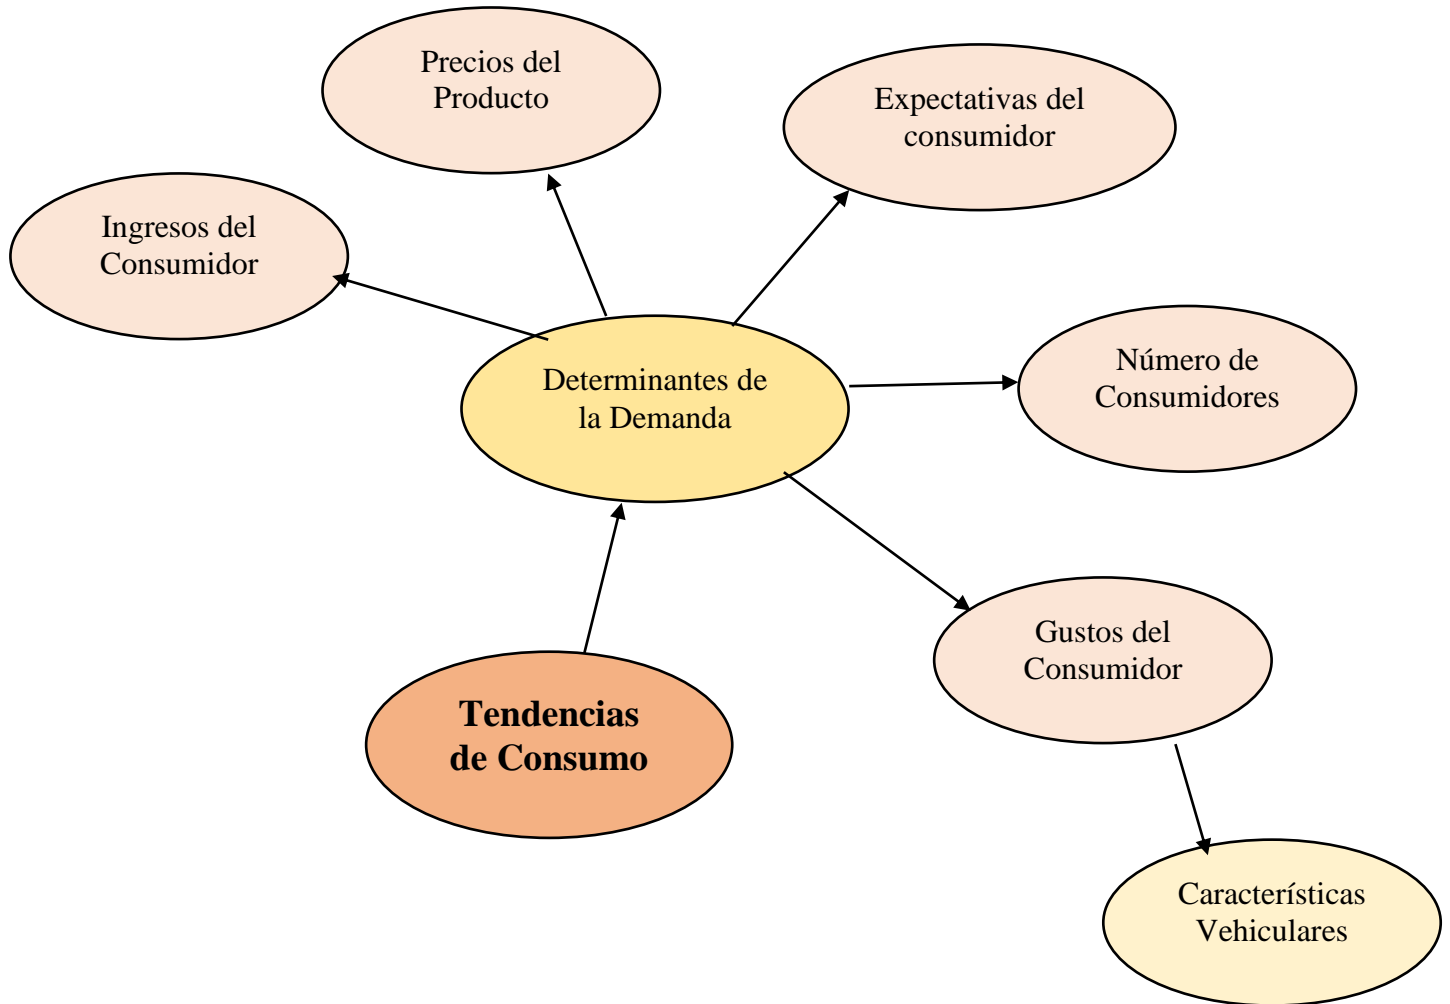 Precios del
Producto
Expectativas del
consumidor
Ingresos del
Consumidor
Número de
Consumidores
Determinantes de
la Demanda
Gustos del
Consumidor
Tendencias
de Consumo
Características
Vehiculares